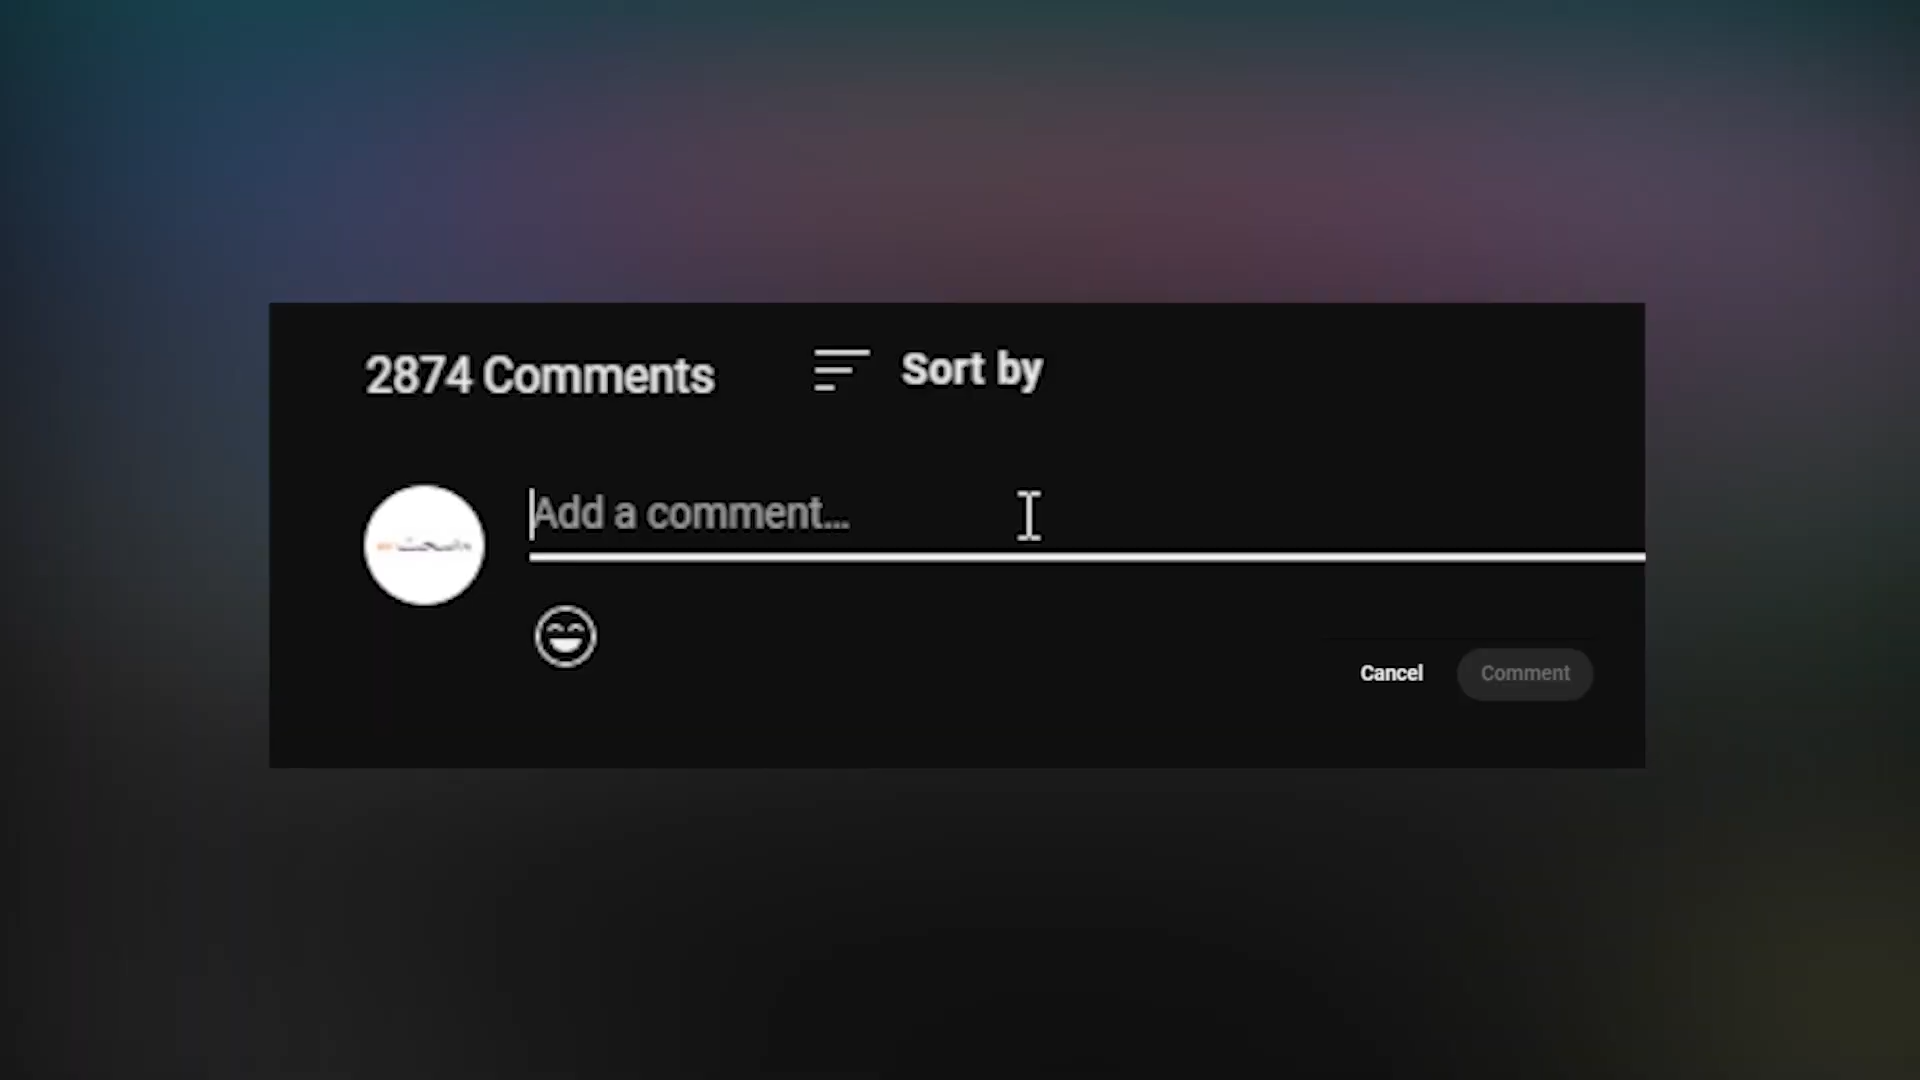 2874 Comments
Sort by
Add a comment...
Cancel
Comment